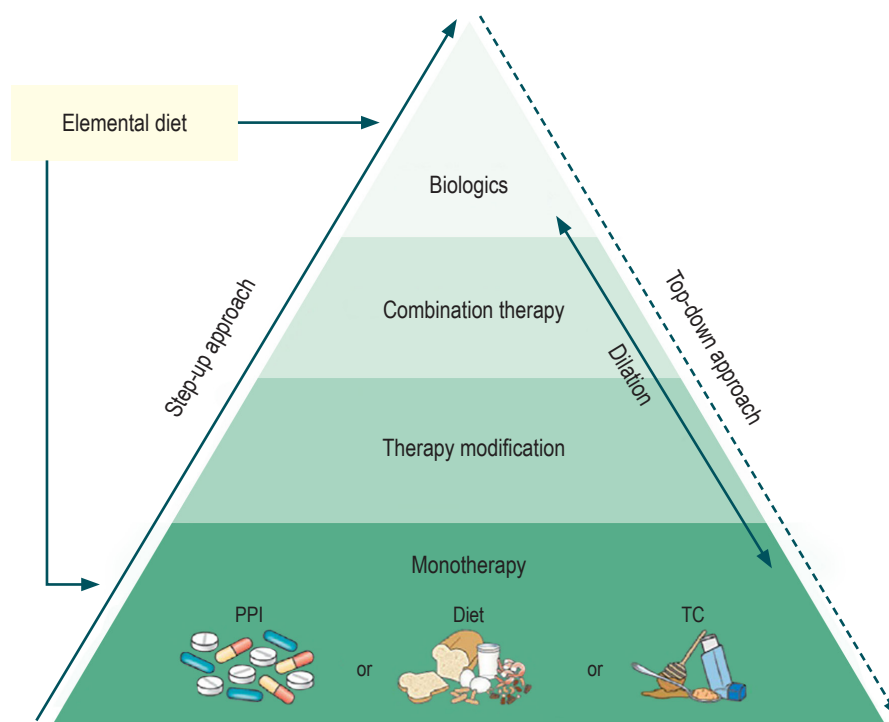 Elemental diet
Biologics
Step-up approach
Top-down approach
Combination therapy
Dilation
Therapy modification
Monotherapy
PPI
Diet
TC
or
or